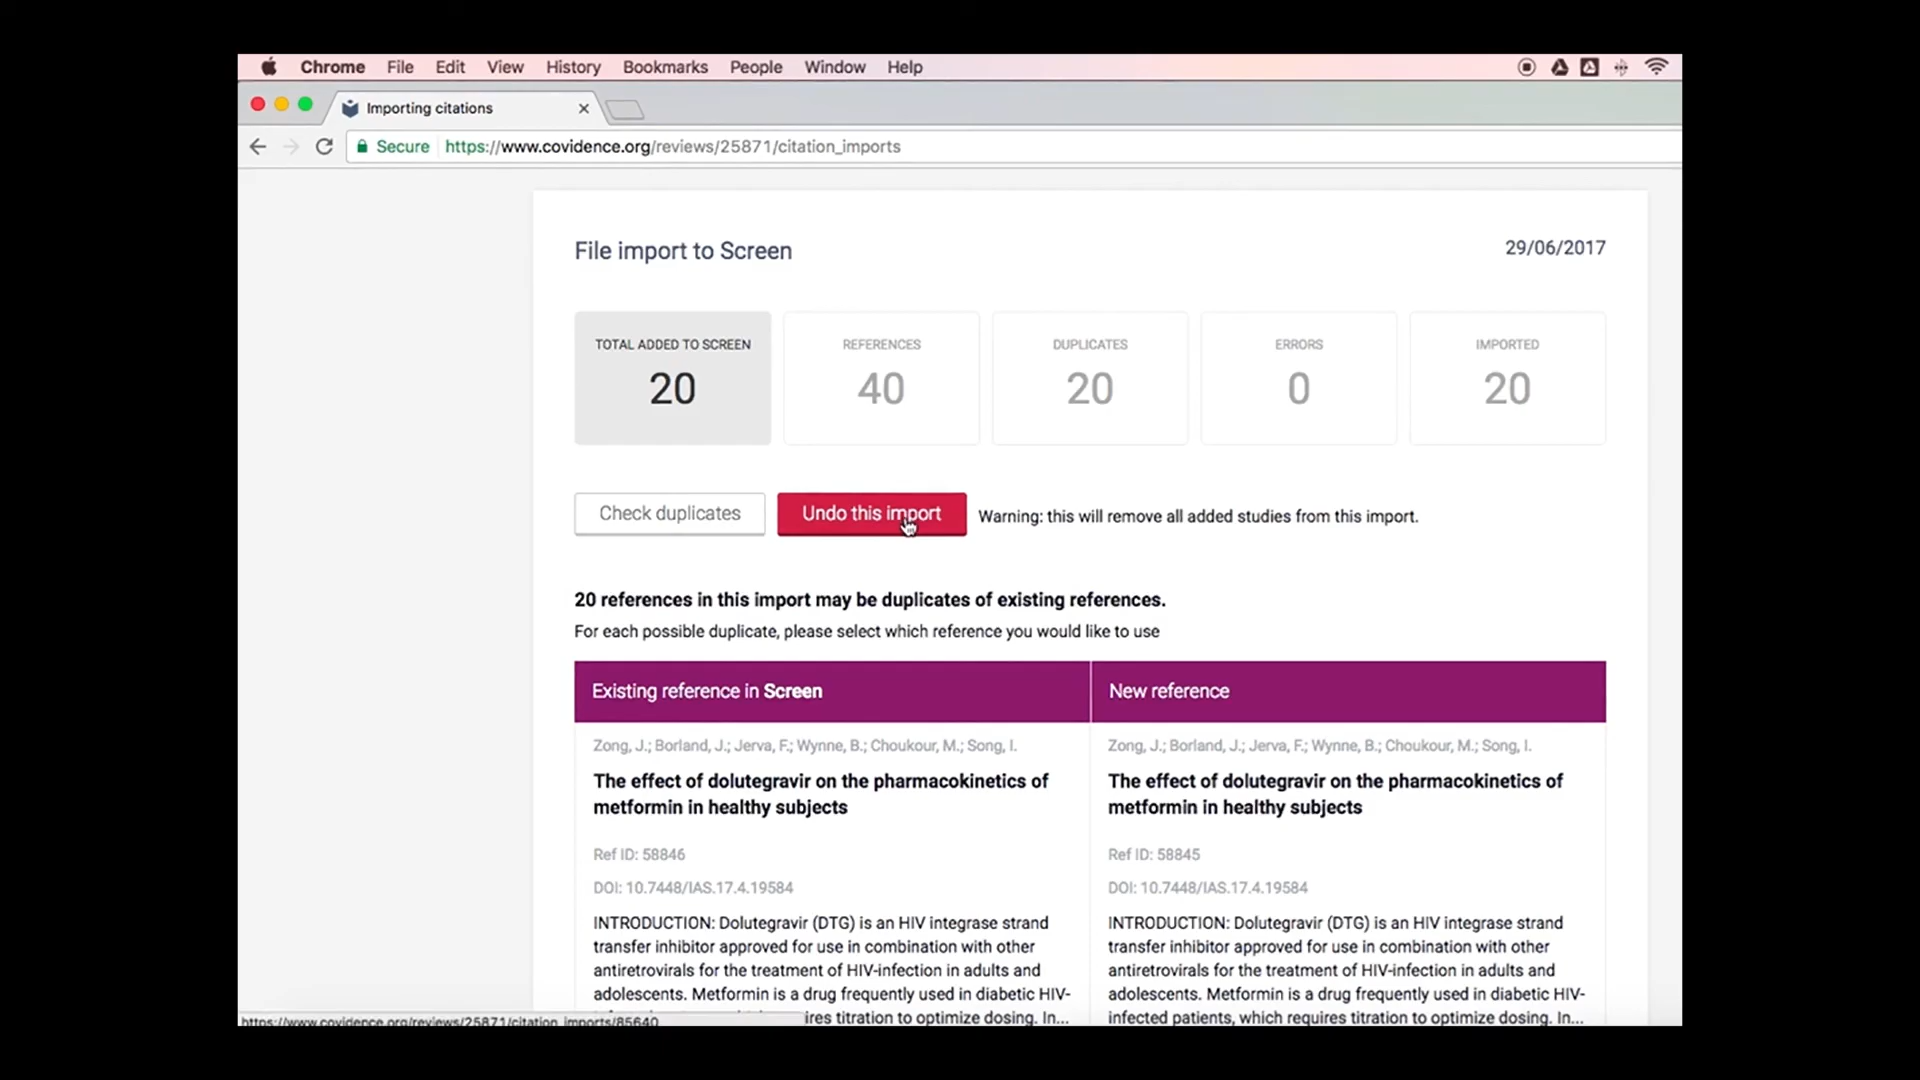 Chrome File Edit View History Bookmarks People Window Help
Importing citations
Secure https://www.covidence.org/reviews/25871/citation_imports
File import to Screen
29/06/2017
TOTAL ADDED TO SCREEN
20
REFERENCES
40
DUPLICATES
20
ERRORS
0
IMPORTED
20
Check duplicates
Undo this import
Warning: this will remove all added studies from this import.
20 references in this import may be duplicates of existing references.
For each possible duplicate, please select which reference you would like to use
Existing reference in Screen
Zong, J.; Borland, J.; Jerva, F.; Wynne, B.; Choukour, M.; Song, I.
The effect of dolutegravir on the pharmacokinetics of
metformin in healthy subjects
Ref ID: 58846
DOI: 10.7448/IAS.17.4.19584
INTRODUCTION: Dolutegravir (DTG) is an HIV integrase strand
transfer inhibitor approved for use in combination with other
antiretrovirals for the treatment of HIV-infection in adults and
adolescents. Metformin is a drug frequently used in diabetic HIV-
ires titration to optimize dosing. In...
New reference
Zong, J.; Borland, J.; Jerva, F.; Wynne, B.; Choukour, M.; Song, I.
The effect of dolutegravir on the pharmacokinetics of
metformin in healthy subjects
Ref ID: 58845
DOI: 10.7448/IAS.17.4.19584
INTRODUCTION: Dolutegravir (DTG) is an HIV integrase strand
transfer inhibitor approved for use in combination with other
antiretrovirals for the treatment of HIV-infection in adults and
adolescents. Metformin is a drug frequently used in diabetic HIV-
infected patients, which requires titration to optimize dosing. In...
https://www.covidence.org/reviews/25871/citation_imports/85640